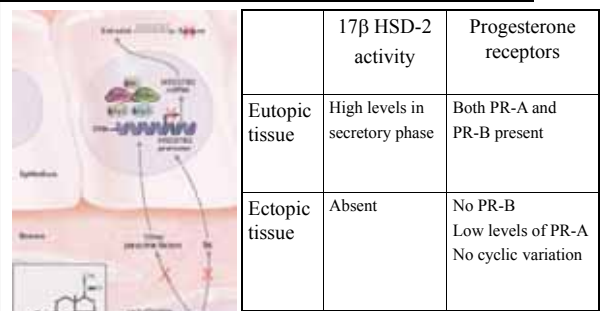 17β HSD-2
activity
Progesterone
receptors
Eutopic
tissue
High levels in
secretory phase
Both PR-A and
PR-B present
Ectopic
tissue
Absent
No PR-B
Low levels of PR-A
No cyclic variation
Estradiol
Epithelium
Stroma